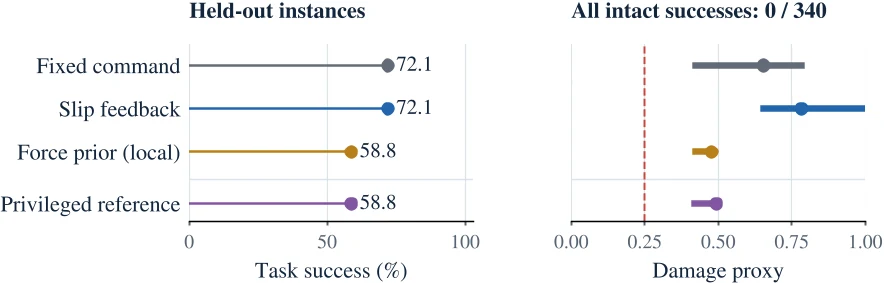 Held-out instances
All intact successes: 0 / 340
Fixed command
72.1
Slip feedback
72.1
Force prior (local)
58.8
Privileged reference
58.8
0
50
100
0.00
0.25
0.50
0.75
1.00
Task success (%)
Damage proxy